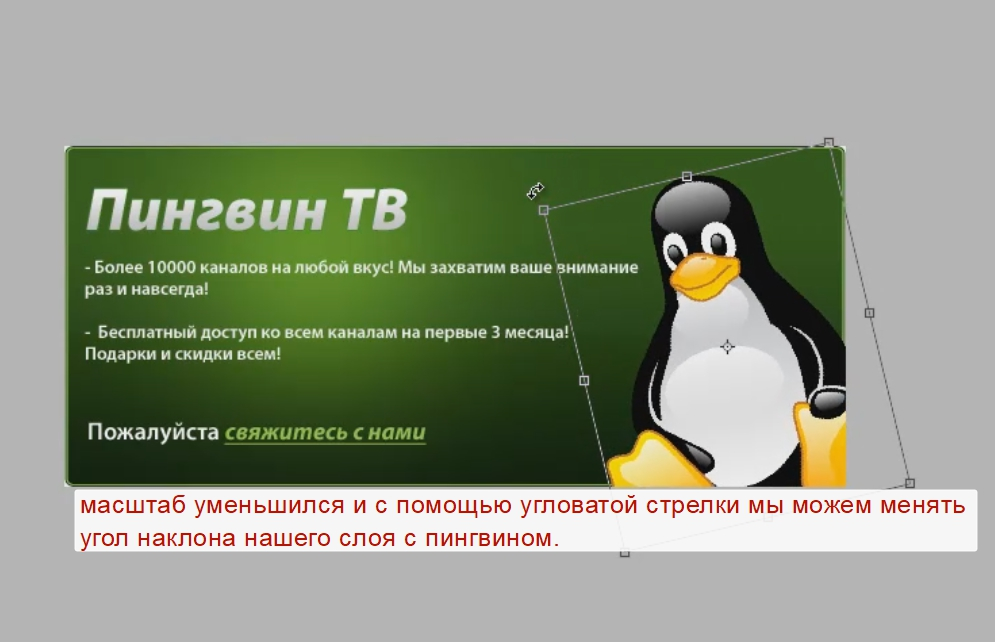 Пингвин ТВ
- Более 10000 каналов на любой вкус! Мы захватим ваше внимание
раз и навсегда!
- Бесплатный доступ ко всем каналам на первые 3 месяца!
Подарки и скидки всем!
Пожалуйста свяжитесь с нами
масштаб уменьшился и с помощью угловатой стрелки мы можем менять
угол наклона нашего слоя с пингвином.